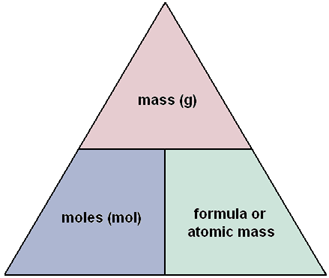 mass (g)
moles (mol)
formula or
atomic mass